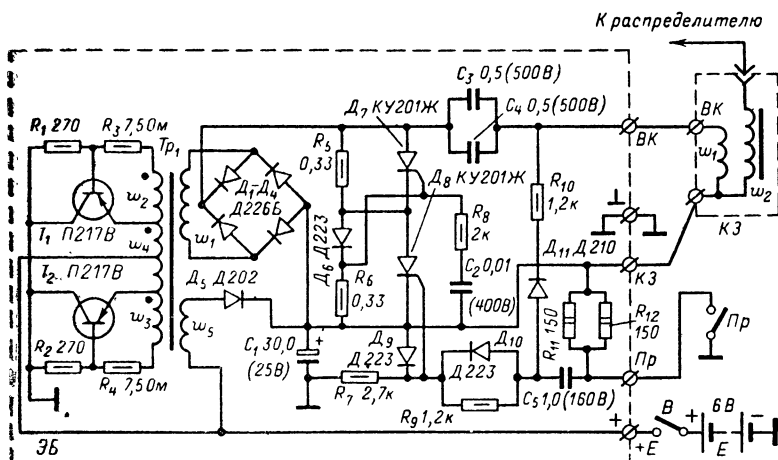 К распределителю
C3 0,5 (500В)
Д7 КУ201Ж
C4 0,5 (500В)
ВК
ВК
R1 270
R3 7,5Ом
Тр1
R5
0,33
w1
w2
КЗ
Д8 КУ201Ж
R10
1,2к
w2
w1
Д1-Д4
Д226Б
R8
2к
T1 П217В
w4
Д6 Д223
Д11 Д210
T2 П217В
Д5 Д202
R6
0,33
C2 0,01
(400В)
КЗ
w3
w5
R11 150
R12
150
Пр
R2 270
R4 7,5Ом
C1 30,0
(25В)
+
Д9
Д223
Д10
Д223
Пр
R7 2,7к
R9 1,2к
C5 1,0 (160В)
ЭБ
+
+E
В
+
6В
E
-